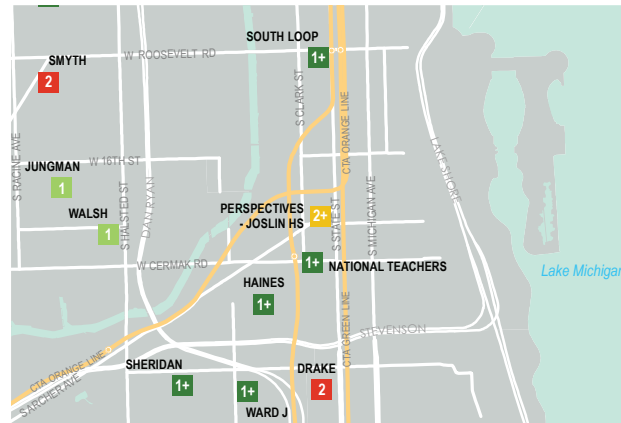 SOUTH LOOP
1+
W ROOSEVELT RD
SMYTH
2
S CLARK ST
CTA ORANGE LINE
LAKE SHORE
S RACINE AVE
JUNGMAN
W 16TH ST
1
S HALSTED ST
DAN RYAN
WALSH
1
PERSPECTIVES
- JOSLIN HS
2+
S STATE ST
S MICHIGAN AVE
W CERMAK RD
1+
NATIONAL TEACHERS
Lake Michigan
HAINES
1+
CTA GREEN LINE
STEVENSON
CTA ORANGE LINE
S ARCHER AVE
SHERIDAN
1+
1+
WARD J
DRAKE
2